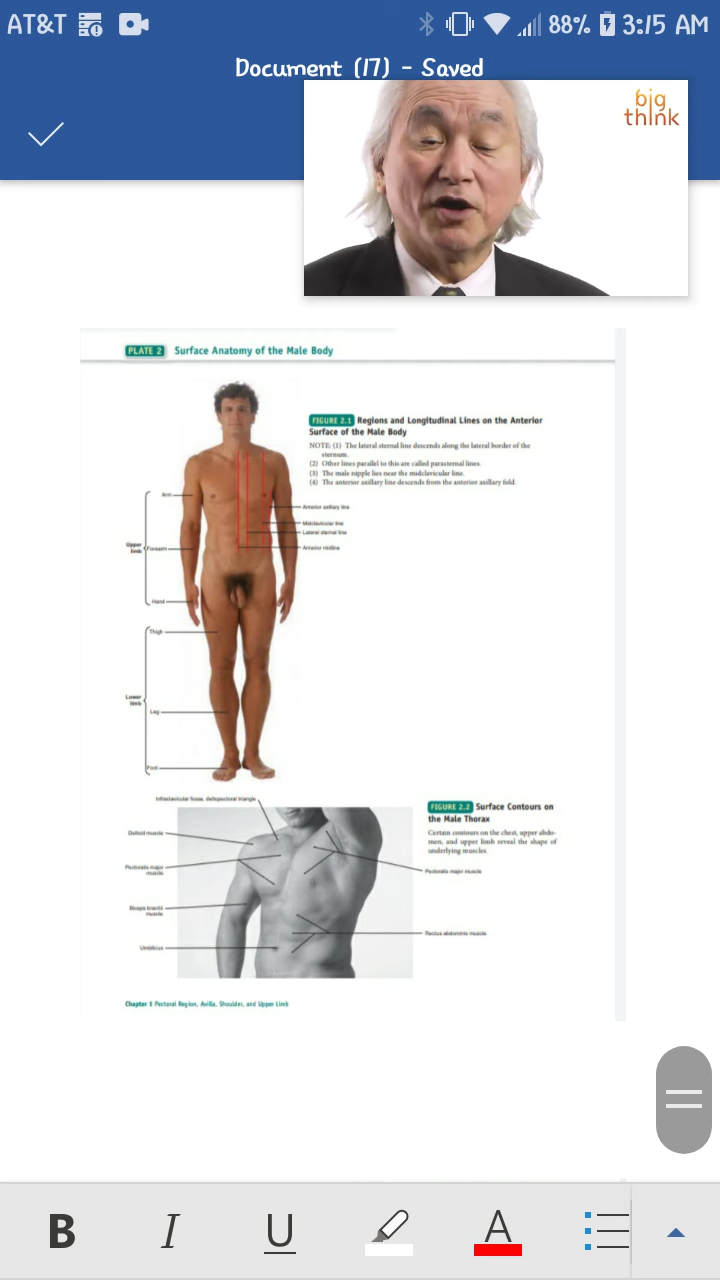 AT&T 88% 3:15 AM
Document (17) - Saved
big
think
PLATE 2 Surface Anatomy of the Male Body
FIGURE 2.1 Regions and Longitudinal Lines on the Anterior
Surface of the Male Body
NOTE: (1) The lateral sternal line descends along the lateral border of the
sternum.
(2) Other lines parallel to this are called parasternal lines.
(3) The male nipple lies near the midclavicular line.
(4) The anterior axillary line descends from the anterior axillary fold.
Arm
Anterior axillary line
Midclavicular line
Lateral sternal line
Upper
limb
Forearm
Anterior midline
Hand
Thigh
Lower
limb
Leg
Foot
Infraclavicular fossa, deltopectoral triangle
FIGURE 2.2 Surface Contours on
the Male Thorax
Certain contours on the chest, upper abdo-
men, and upper limb reveal the shape of
underlying muscles.
Deltoid muscle
Pectoralis major
muscle
Pectoralis major muscle
Biceps brachii
muscle
Rectus abdominis muscle
Umbilicus
Chapter 1 Pectoral Region, Axilla, Shoulder, and Upper Limb
B I U A